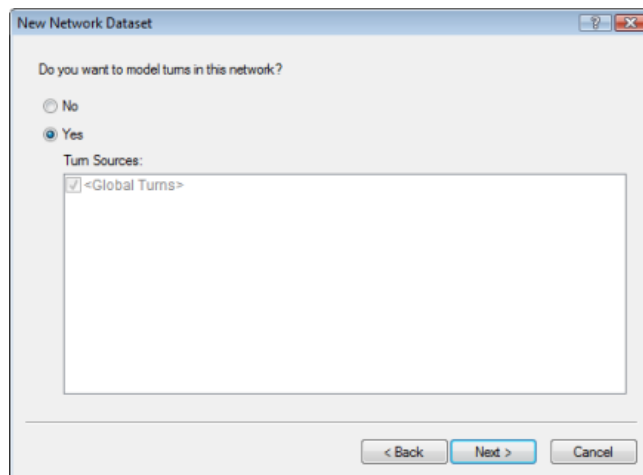 New Network Dataset
Do you want to model turns in this network?
No
Yes
Turn Sources:
<Global Turns>
< Back Next > Cancel